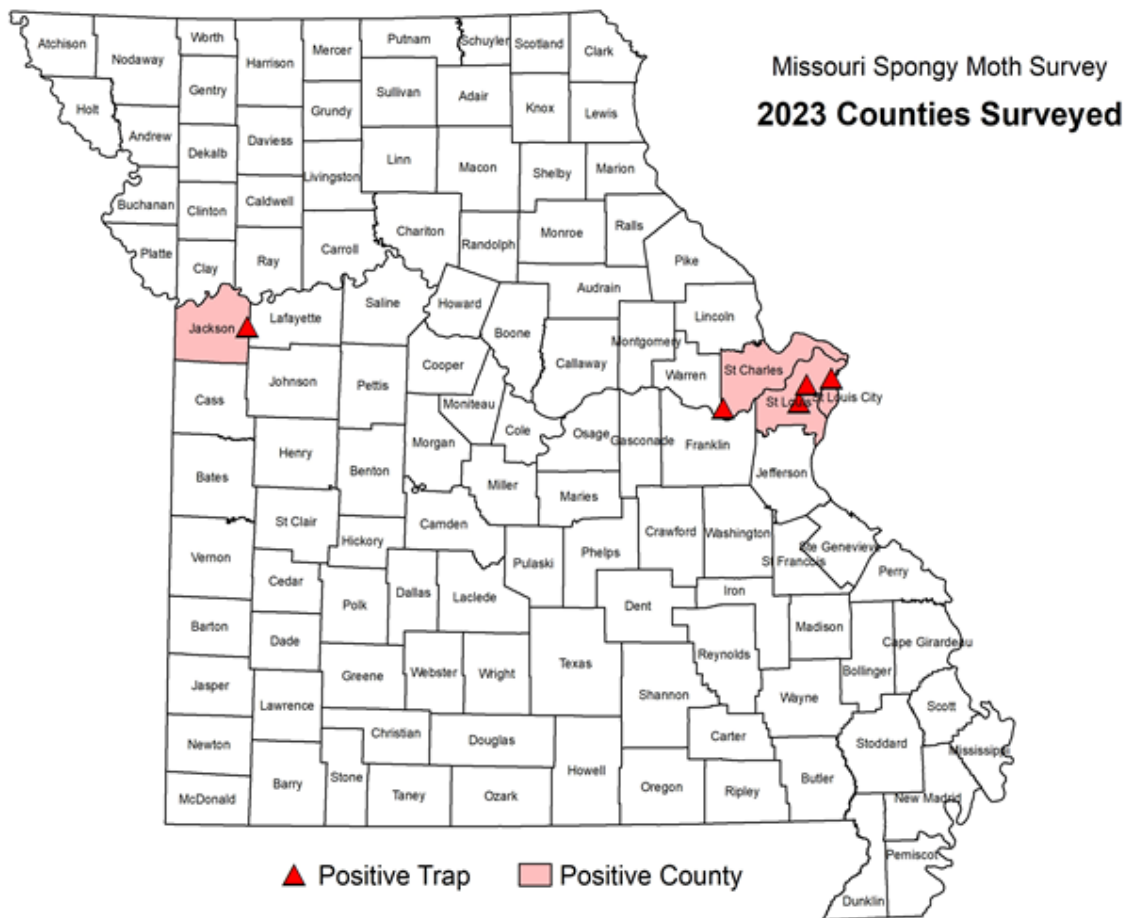 Missouri Spongy Moth Survey
2023 Counties Surveyed
Atchison
Nodaway
Worth
Harrison
Mercer
Putnam
Schuyler
Scotland
Clark
Holt
Gentry
Grundy
Sullivan
Adair
Knox
Lewis
Andrew
Dekalb
Daviess
Livingston
Linn
Macon
Shelby
Marion
Buchanan
Clinton
Caldwell
Chariton
Randolph
Monroe
Ralls
Platte
Clay
Ray
Carroll
Pike
Audrain
Jackson
Lafayette
Saline
Howard
Boone
Callaway
Montgomery
Lincoln
Warren
St Charles
St Louis
St Louis City
Cass
Johnson
Pettis
Cooper
Moniteau
Cole
Osage
Gasconade
Franklin
Jefferson
Bates
Henry
Benton
Morgan
Miller
Maries
Vernon
St Clair
Hickory
Camden
Pulaski
Phelps
Crawford
Washington
St Francois
Ste Genevieve
Perry
Cedar
Polk
Dallas
Laclede
Dent
Iron
Madison
Cape Girardeau
Bollinger
Barton
Dade
Greene
Webster
Wright
Texas
Shannon
Reynolds
Wayne
Scott
Mississippi
Jasper
Lawrence
Christian
Douglas
Howell
Carter
Butler
Stoddard
New Madrid
Newton
McDonald
Barry
Stone
Taney
Ozark
Oregon
Ripley
Pemiscot
Dunklin
Positive Trap
Positive County